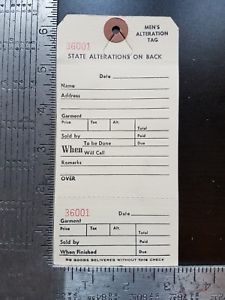 36001
MEN'S
ALTERATION
TAG
STATE ALTERATIONS ON BACK
Date
Name
Address
Garment
Price Tax Alt. Total
Sold by Paid
When To be Done Due
Will Call
Remarks
OVER
36001 Date
Garment
Price Tax Alt. Total
Sold by Paid
When Finished Due
NO GOODS DELIVERED WITHOUT THIS CHECK